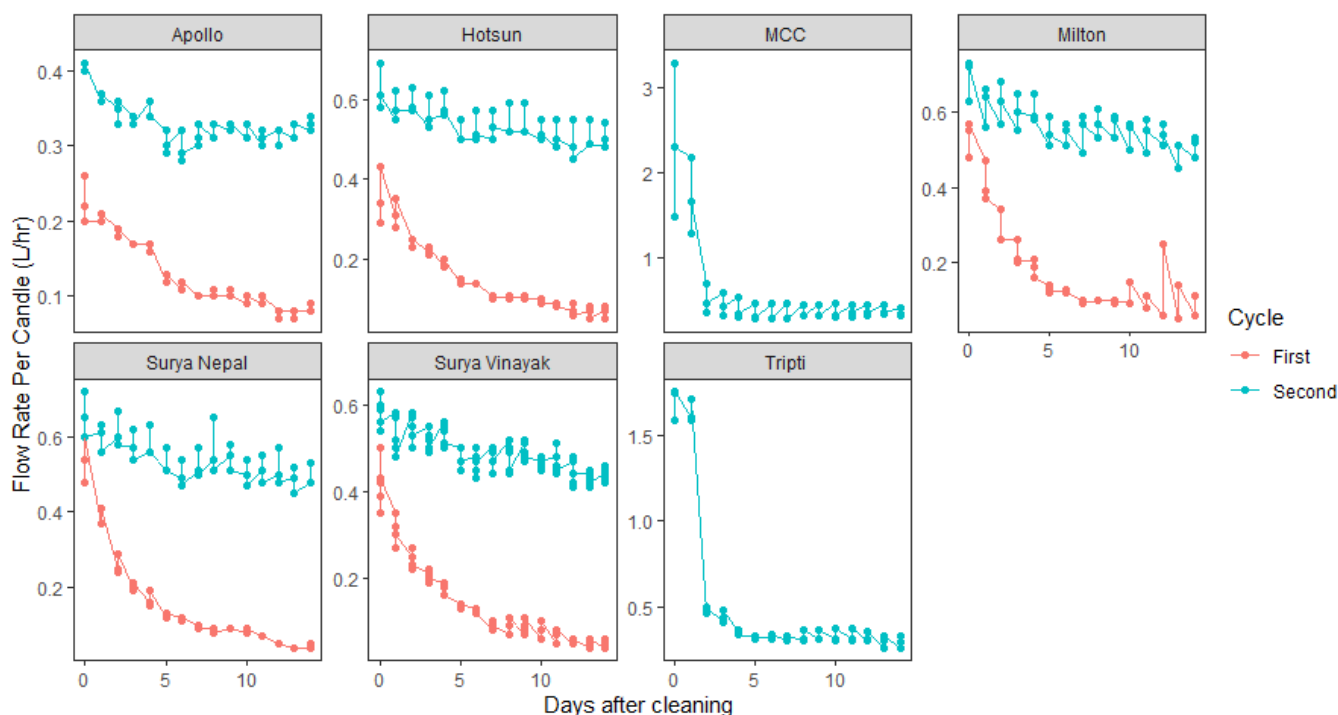 Apollo
Hotsun
MCC
Milton
0.4
0.3
0.2
0.1
0.6
0.4
0.2
3
2
1
0.6
0.4
0.2
0 5 10
Surya Nepal
Surya Vinayak
Tripti
0.6
0.4
0.2
0.6
0.4
0.2
1.5
1.0
0.5
0 5 10
0 5 10
0 5 10
Flow Rate Per Candle (L/hr)
Days after cleaning
Cycle
First
Second